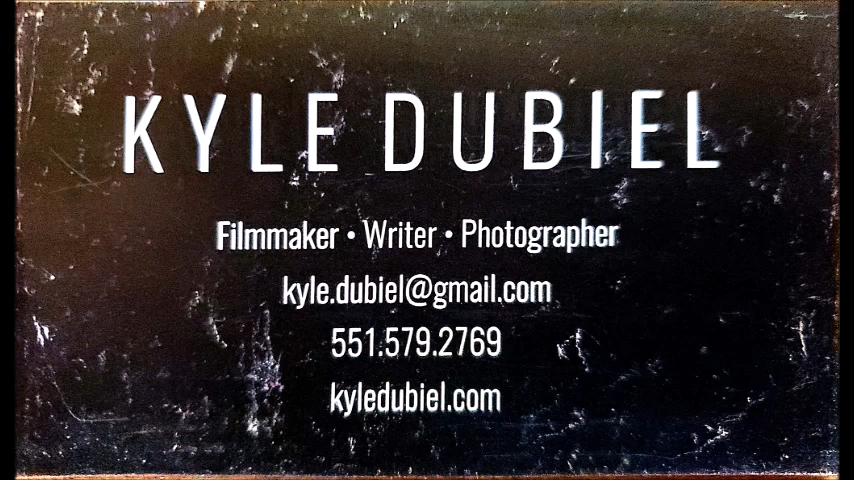 KYLE DUBIEL
Filmmaker • Writer • Photographer
kyle.dubiel@gmail.com
551.579.2769
kyledubiel.com